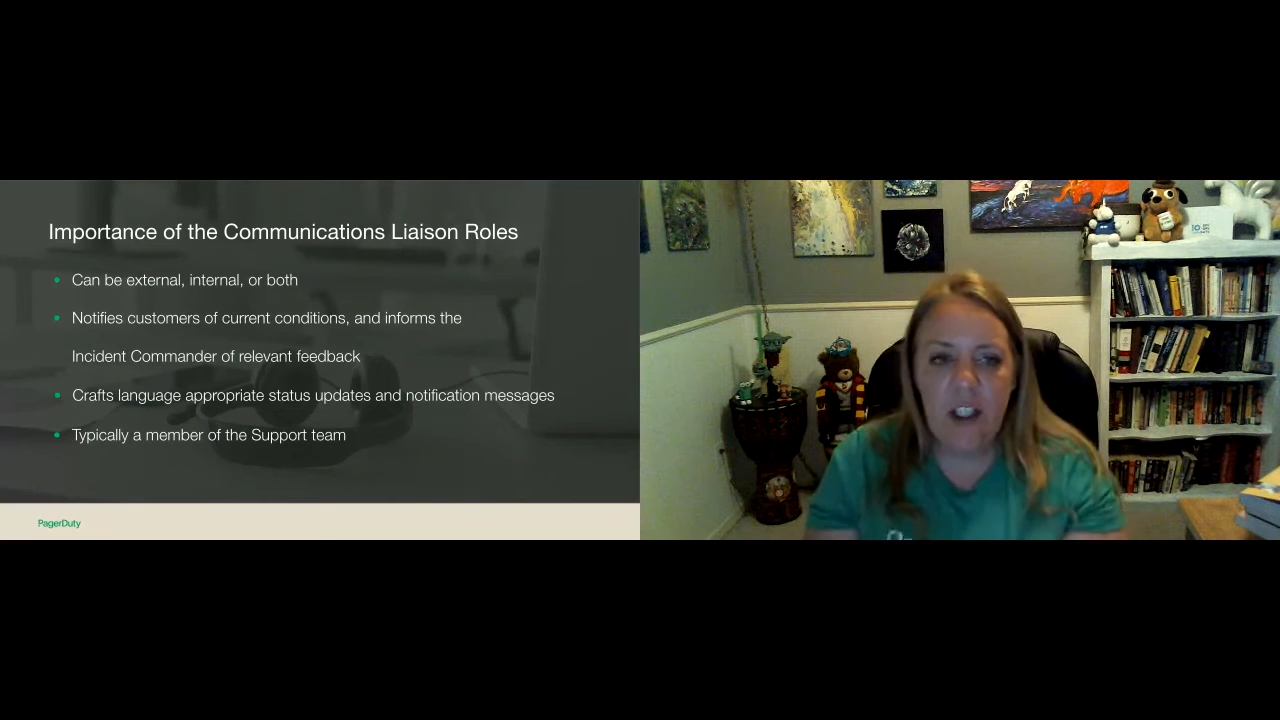 Importance of the Communications Liaison Roles
Can be external, internal, or both
Notifies customers of current conditions, and informs the
Incident Commander of relevant feedback
Crafts language appropriate status updates and notification messages
Typically a member of the Support team
PagerDuty